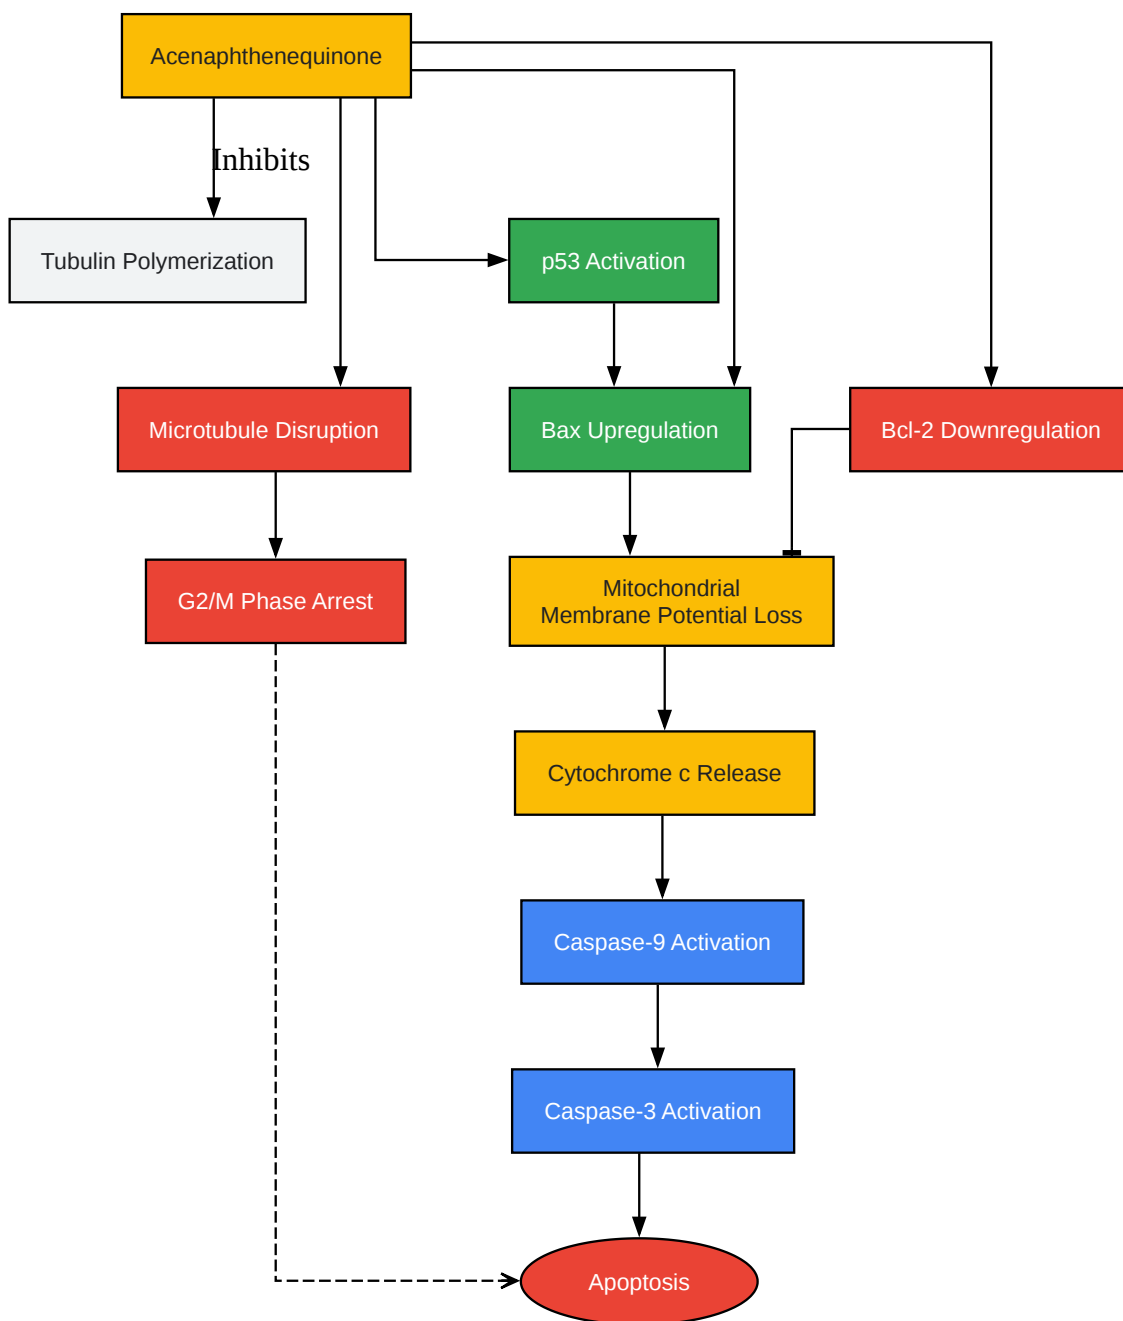 Acenaphthenequinone
Inhibits
Tubulin Polymerization
p53 Activation
Microtubule Disruption
Bax Upregulation
Bcl-2 Downregulation
G2/M Phase Arrest
Mitochondrial
Membrane Potential Loss
Cytochrome c Release
Caspase-9 Activation
Caspase-3 Activation
Apoptosis